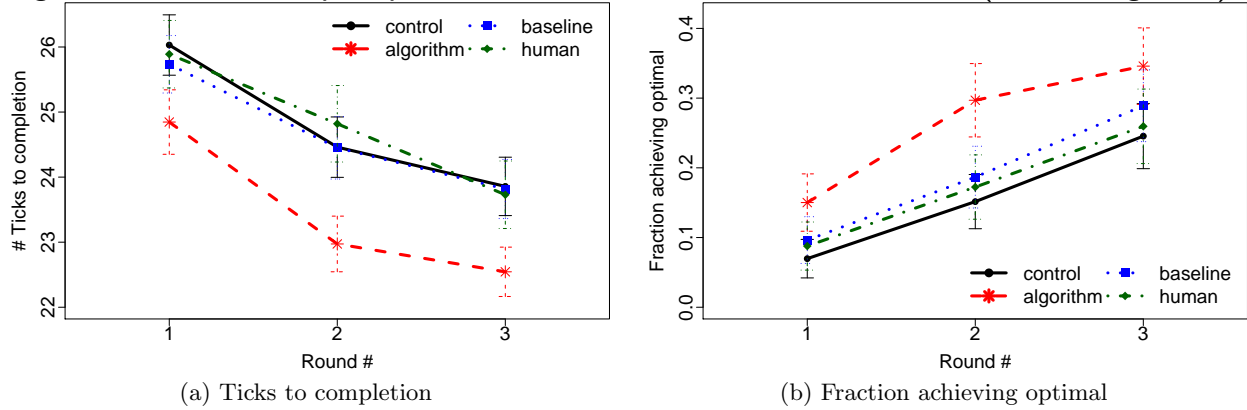 26
25
24
23
22
# Ticks to completion
control
baseline
algorithm
human
1 2 3
Round #
(a) Ticks to completion
0.4
0.3
0.2
0.1
0.0
Fraction achieving optimal
control
baseline
algorithm
human
1 2 3
Round #
(b) Fraction achieving optimal